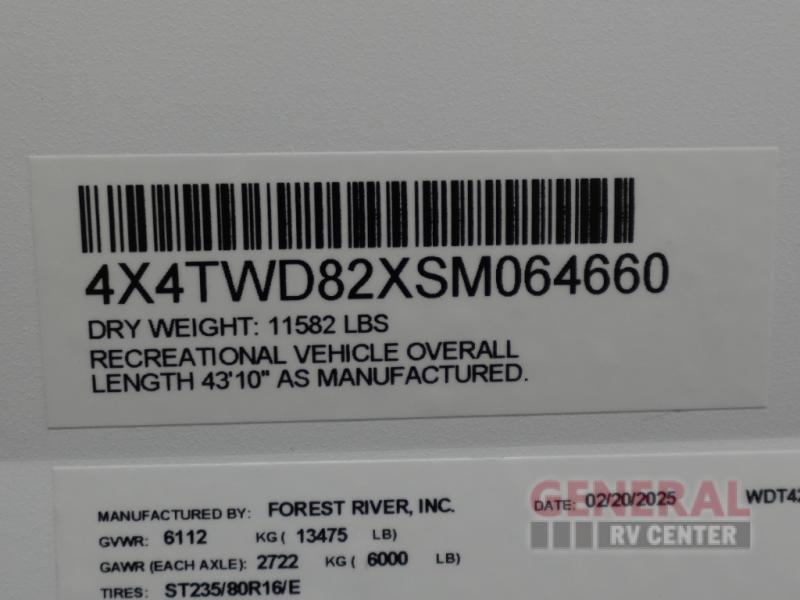 4X4TWD82XSM064660
DRY WEIGHT: 11582 LBS
RECREATIONAL VEHICLE OVERALL
LENGTH 43'10" AS MANUFACTURED.
MANUFACTURED BY: FOREST RIVER, INC. DATE: 02/20/2025 WDT42
GVWR: 6112 KG ( 13475 LB)
GAWR (EACH AXLE): 2722 KG ( 6000 LB)
TIRES: ST235/80R16/E
GENERAL
RV CENTER